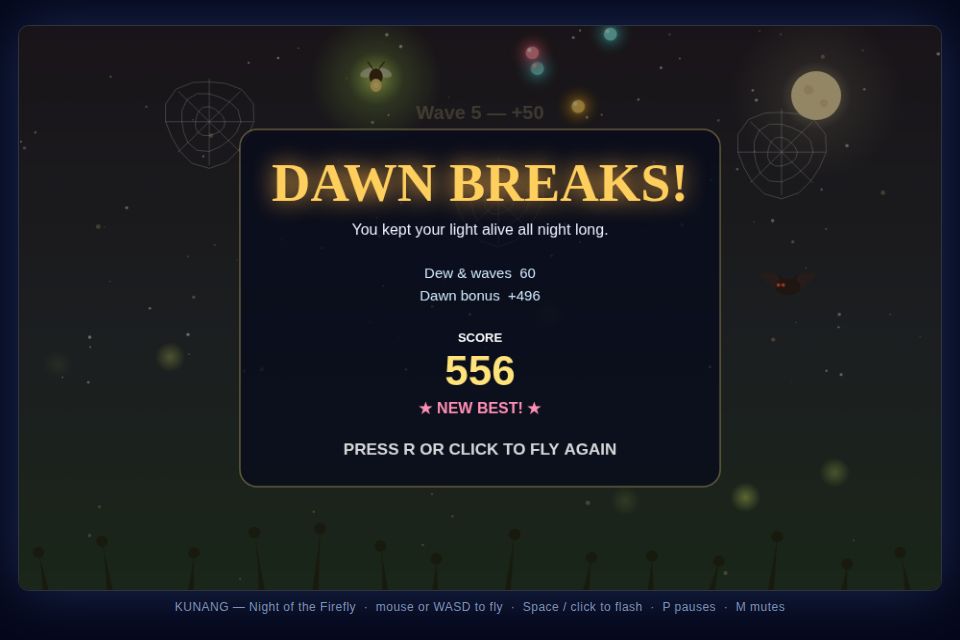 Wave 5 — +50
DAWN BREAKS!
You kept your light alive all night long.
Dew & waves 60
Dawn bonus +496
SCORE
556
★ NEW BEST! ★
PRESS R OR CLICK TO FLY AGAIN
KUNANG — Night of the Firefly · mouse or WASD to fly · Space / click to flash · P pauses · M mutes